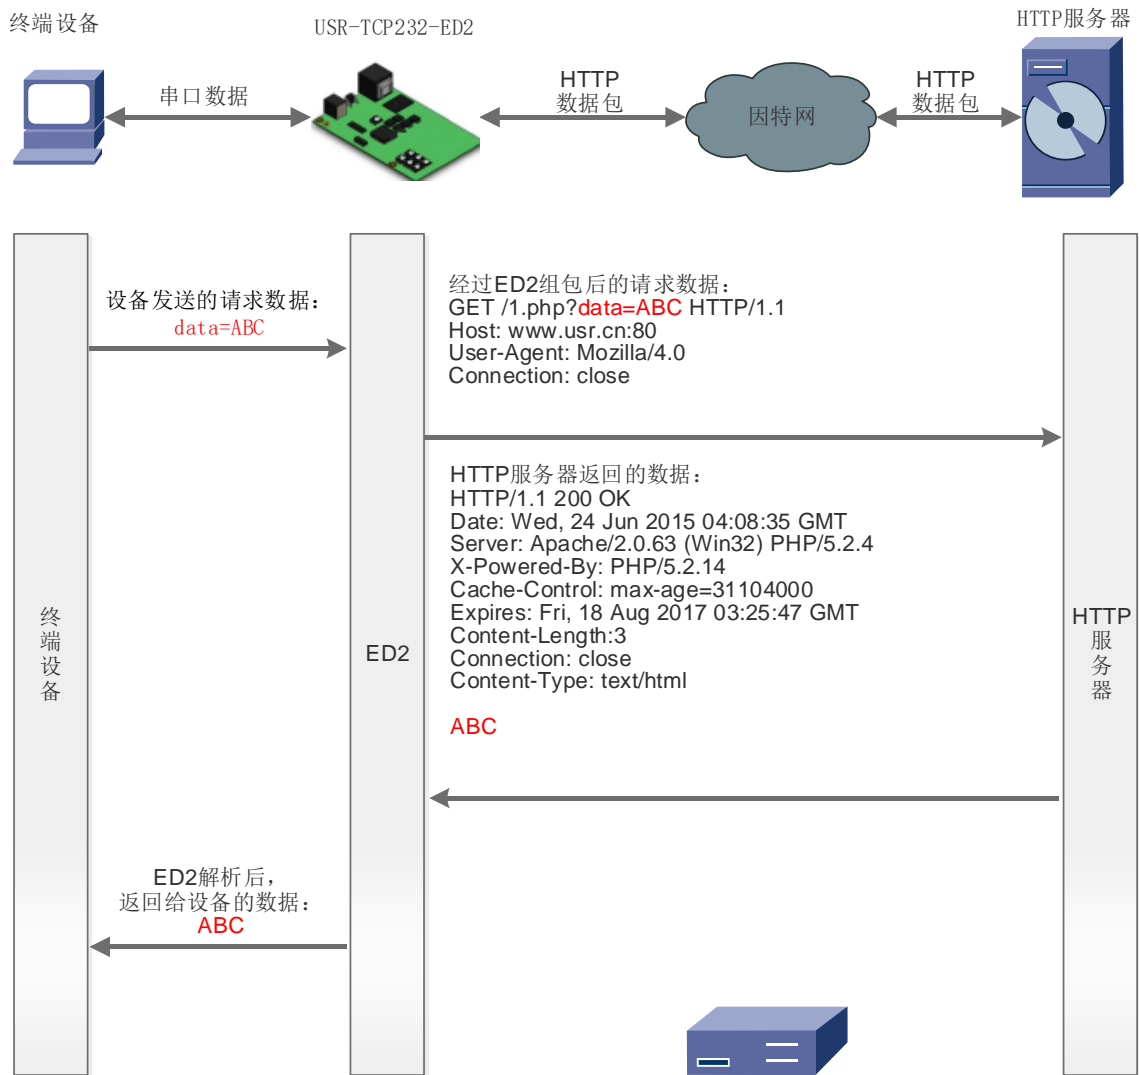 终端设备
USR-TCP232-ED2
HTTP服务器
串口数据
HTTP
数据包
因特网
HTTP
数据包
设备发送的请求数据：
data=ABC
经过ED2组包后的请求数据：
GET /1.php?data=ABC HTTP/1.1
Host: www.usr.cn:80
User-Agent: Mozilla/4.0
Connection: close
HTTP服务器返回的数据：
HTTP/1.1 200 OK
Date: Wed, 24 Jun 2015 04:08:35 GMT
Server: Apache/2.0.63 (Win32) PHP/5.2.4
X-Powered-By: PHP/5.2.14
Cache-Control: max-age=31104000
Expires: Fri, 18 Aug 2017 03:25:47 GMT
Content-Length:3
Connection: close
Content-Type: text/html
ABC
终
端
设
备
ED2
HTTP
服
务
器
ED2解析后，
返回给设备的数据：
ABC